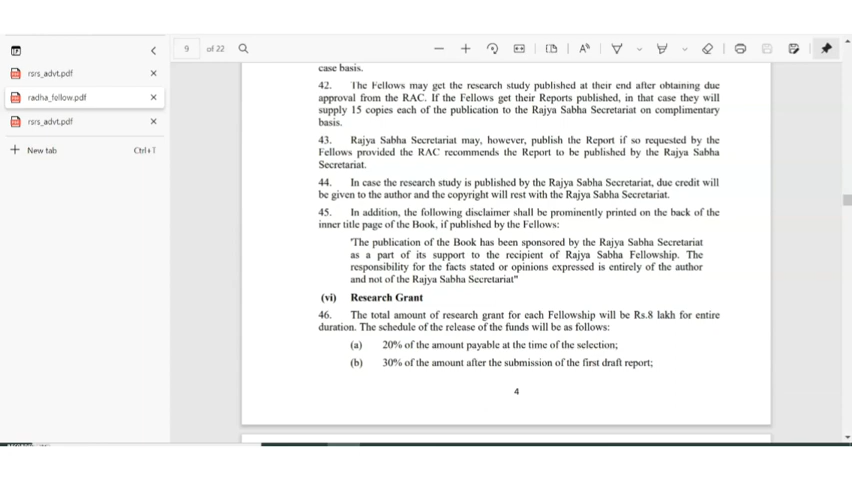 9 of 22
rsrs_advt.pdf
radha_fellow.pdf
rsrs_advt.pdf
New tab Ctrl+T
case basis.
42. The Fellows may get the research study published at their end after obtaining due
approval from the RAC. If the Fellows get their Reports published, in that case they will
supply 15 copies each of the publication to the Rajya Sabha Secretariat on complimentary
basis.
43. Rajya Sabha Secretariat may, however, publish the Report if so requested by the
Fellows provided the RAC recommends the Report to be published by the Rajya Sabha
Secretariat.
44. In case the research study is published by the Rajya Sabha Secretariat, due credit will
be given to the author and the copyright will rest with the Rajya Sabha Secretariat.
45. In addition, the following disclaimer shall be prominently printed on the back of the
inner title page of the Book, if published by the Fellows:
'The publication of the Book has been sponsored by the Rajya Sabha Secretariat
as a part of its support to the recipient of Rajya Sabha Fellowship. The
responsibility for the facts stated or opinions expressed is entirely of the author
and not of the Rajya Sabha Secretariat"
(vi) Research Grant
46. The total amount of research grant for each Fellowship will be Rs.8 lakh for entire
duration. The schedule of the release of the funds will be as follows:
(a) 20% of the amount payable at the time of the selection;
(b) 30% of the amount after the submission of the first draft report;
4